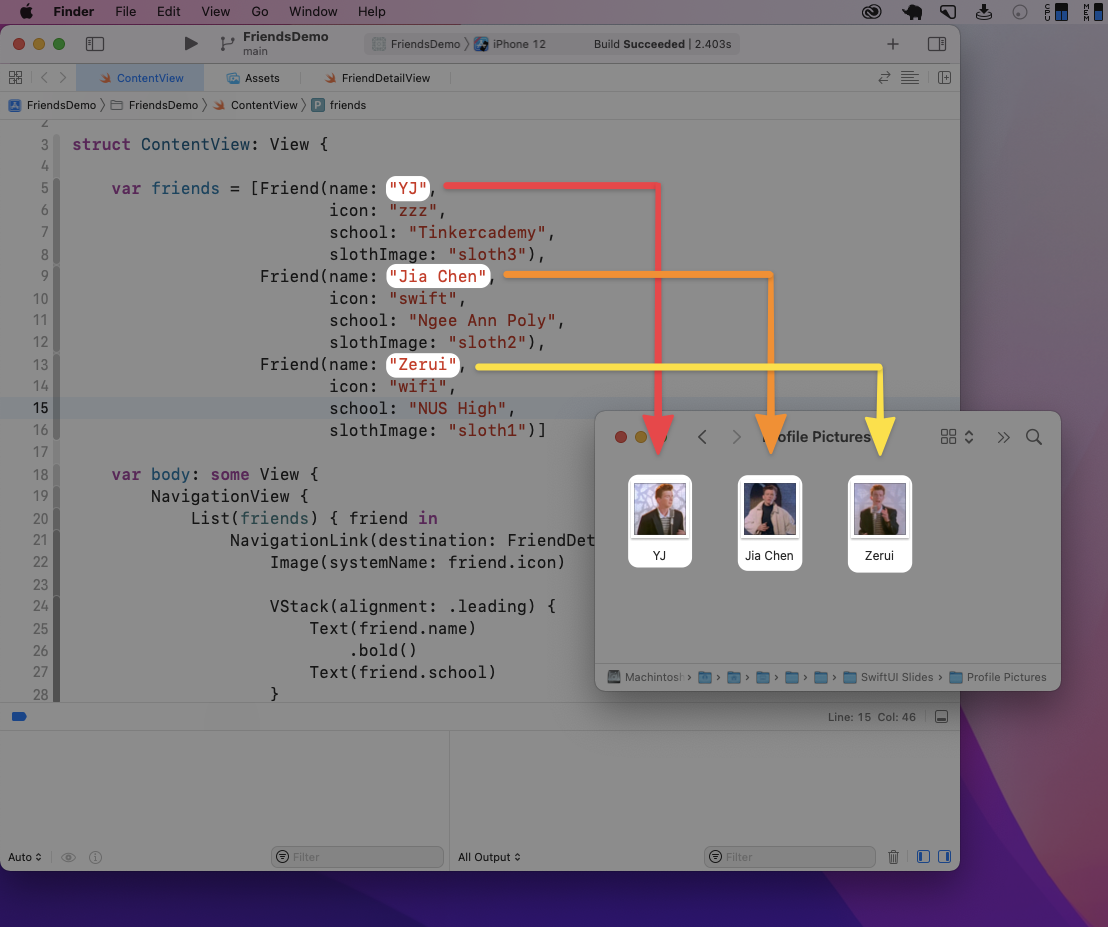 Finder File Edit View Go Window Help
CPU MEM
FriendsDemo
main
FriendsDemo iPhone 12 Build Succeeded | 2.403s
ContentView Assets FriendDetailView
FriendsDemo FriendsDemo ContentView P friends
2
3 struct ContentView: View {
4
5 var friends = [Friend(name: "YJ",
6 icon: "zzz",
7 school: "Tinkercademy",
8 slothImage: "sloth3"),
9 Friend(name: "Jia Chen",
10 icon: "swift",
11 school: "Ngee Ann Poly",
12 slothImage: "sloth2"),
13 Friend(name: "Zerui",
14 icon: "wifi",
15 school: "NUS High",
16 slothImage: "sloth1")]
17
18 var body: some View {
19 NavigationView {
20 List(friends) { friend in
21 NavigationLink(destination: FriendDet
22 Image(systemName: friend.icon)
23
24 VStack(alignment: .leading) {
25 Text(friend.name)
26 .bold()
27 Text(friend.school)
28 }
Profile Pictures
YJ Jia Chen Zerui
Machintosh SwiftUI Slides Profile Pictures
Line: 15 Col: 46
Auto Filter All Output Filter